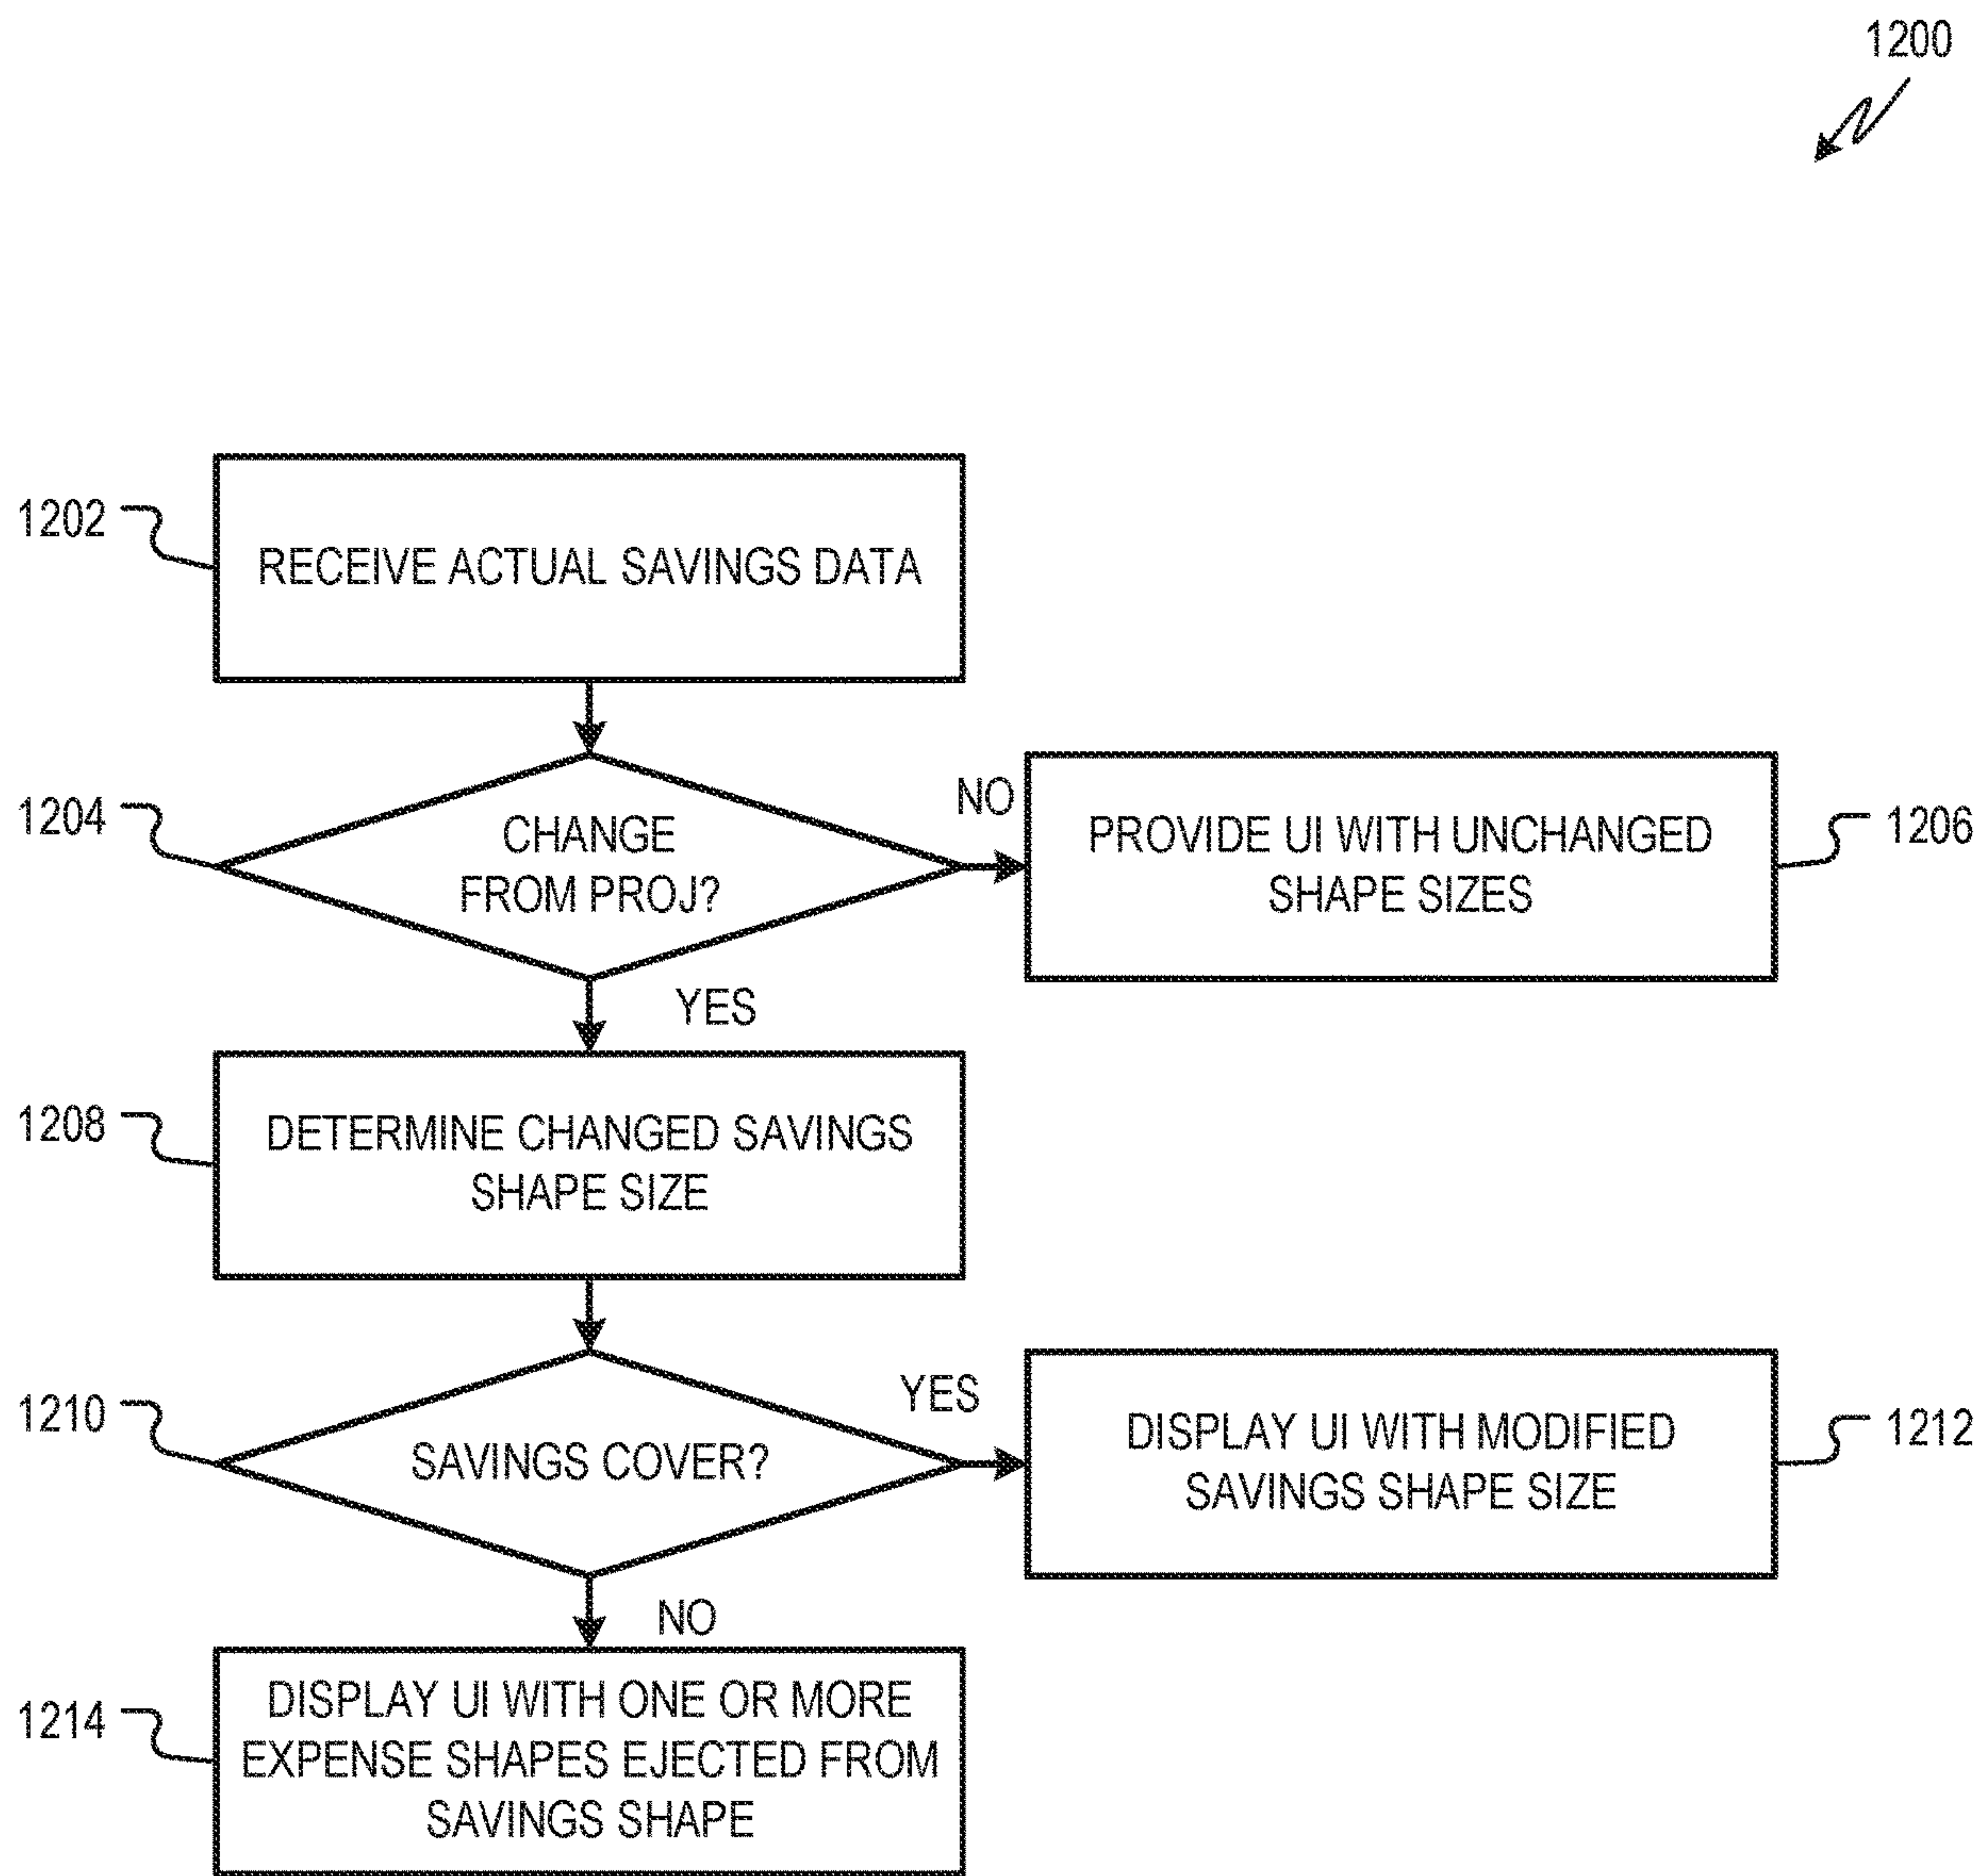 1200
1202
RECEIVE ACTUAL SAVINGS DATA
1204
CHANGE
FROM PROJ?
NO
PROVIDE UI WITH UNCHANGED
SHAPE SIZES
1206
YES
1208
DETERMINE CHANGED SAVINGS
SHAPE SIZE
1210
SAVINGS COVER?
YES
DISPLAY UI WITH MODIFIED
SAVINGS SHAPE SIZE
1212
NO
1214
DISPLAY UI WITH ONE OR MORE
EXPENSE SHAPES EJECTED FROM
SAVINGS SHAPE